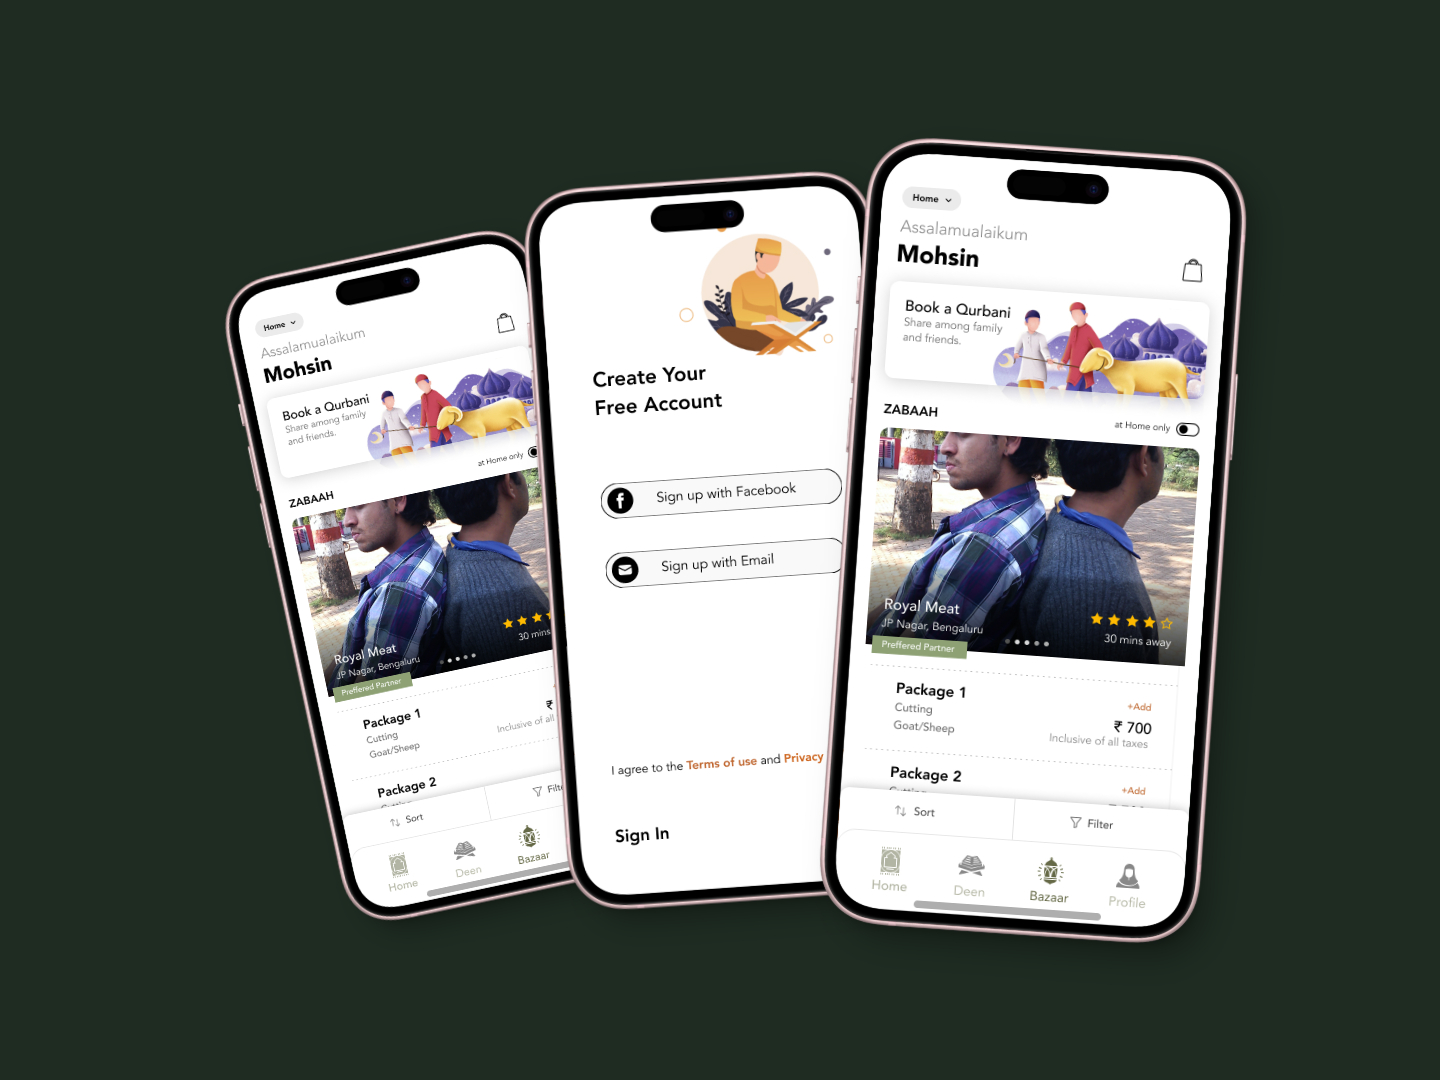 Home
Assalamualaikum
Mohsin
Book a Qurbani
Share among family
and friends.
at Home only
ZABAAH
Royal Meat
JP Nagar, Bengaluru
30 mins
Preffered Partner
Package 1
Cutting
Goat/Sheep
₹
Inclusive of all
Package 2
Sort
Home
Deen
Bazaar
Create Your
Free Account
Sign up with Facebook
Sign up with Email
I agree to the Terms of use and Privacy
Sign In
Home
Assalamualaikum
Mohsin
Book a Qurbani
Share among family
and friends.
ZABAAH
at Home only
Royal Meat
JP Nagar, Bengaluru
30 mins away
Preffered Partner
Package 1
+Add
Cutting
₹ 700
Goat/Sheep
Inclusive of all taxes
Package 2
+Add
Sort
Filter
Home
Deen
Bazaar
Profile